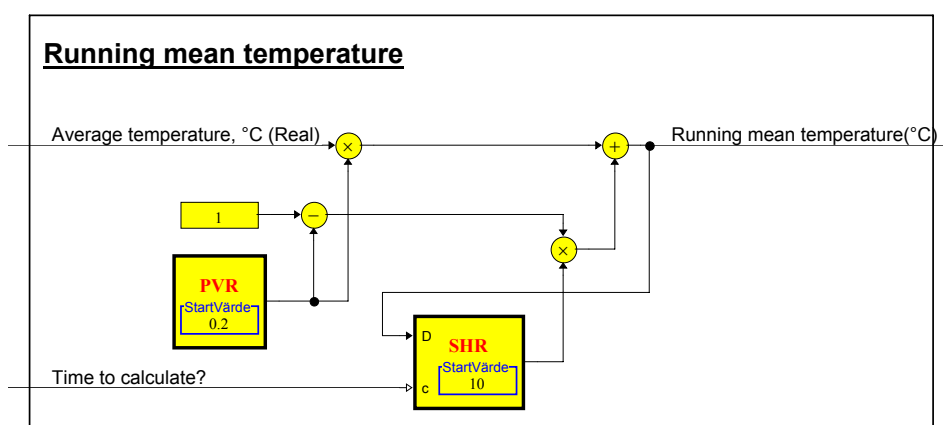 Running mean temperature
Average temperature, °C (Real)
×
+
Running mean temperature(°C)
1
−
×
PVR
StartVärde
0.2
D
SHR
StartVärde
10
Time to calculate?
c